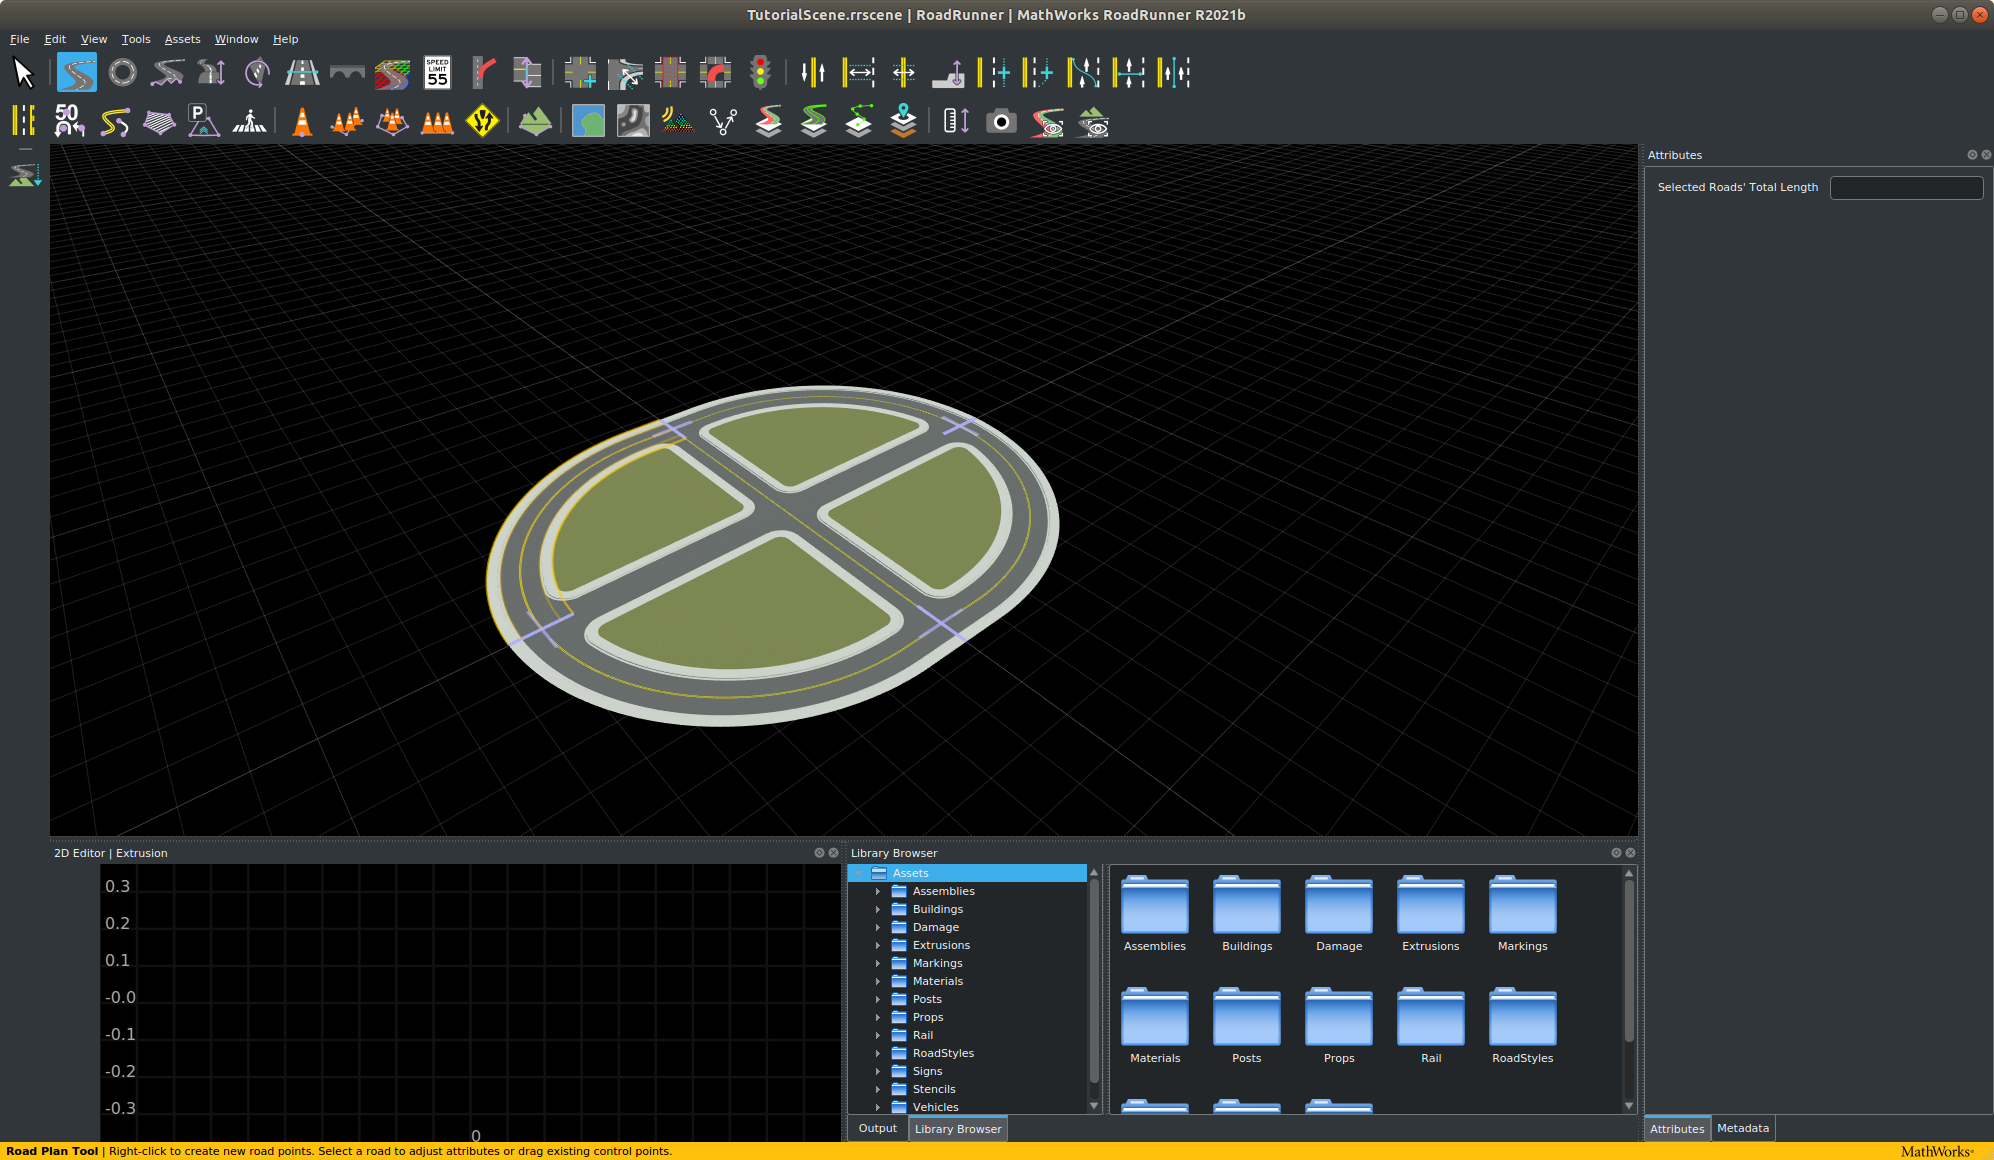 TutorialScene.rrscene | RoadRunner | MathWorks RoadRunner R2021b
File Edit View Tools Assets Window Help
SPEED
LIMIT
55
50
P
Attributes
Selected Roads' Total Length
2D Editor | Extrusion
0.3
0.2
0.1
-0.0
-0.1
-0.2
-0.3
0
Library Browser
Assets
Assemblies
Buildings
Damage
Extrusions
Markings
Materials
Posts
Props
Rail
RoadStyles
Signs
Stencils
Vehicles
Assemblies Buildings Damage Extrusions Markings
Materials Posts Props Rail RoadStyles
Output Library Browser
Attributes Metadata
Road Plan Tool | Right-click to create new road points. Select a road to adjust attributes or drag existing control points.
MathWorks